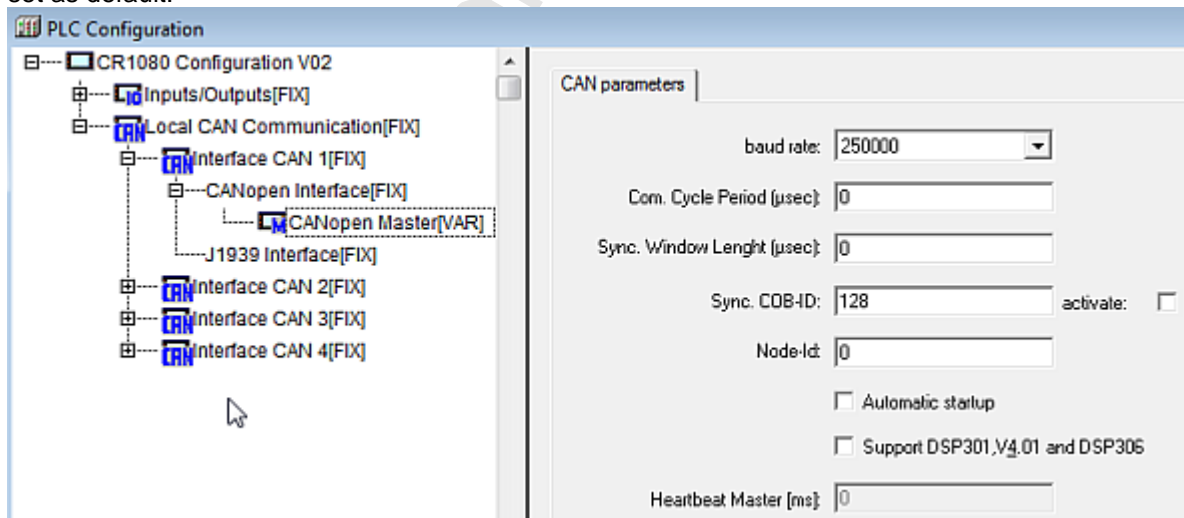 set as default.
PLC Configuration
CR1080 Configuration V02
Inputs/Outputs[FIX]
Local CAN Communication[FIX]
Interface CAN 1[FIX]
CANopen Interface[FIX]
CANopen Master[VAR]
J1939 Interface[FIX]
Interface CAN 2[FIX]
Interface CAN 3[FIX]
Interface CAN 4[FIX]
CAN parameters
baud rate: 250000
Com. Cycle Period (µsec): 0
Sync. Window Lenght (µsec): 0
Sync. COB-ID: 128 activate:
Node-Id: 0
Automatic startup
Support DSP301,V4.01 and DSP306
Heartbeat Master [ms]: 0